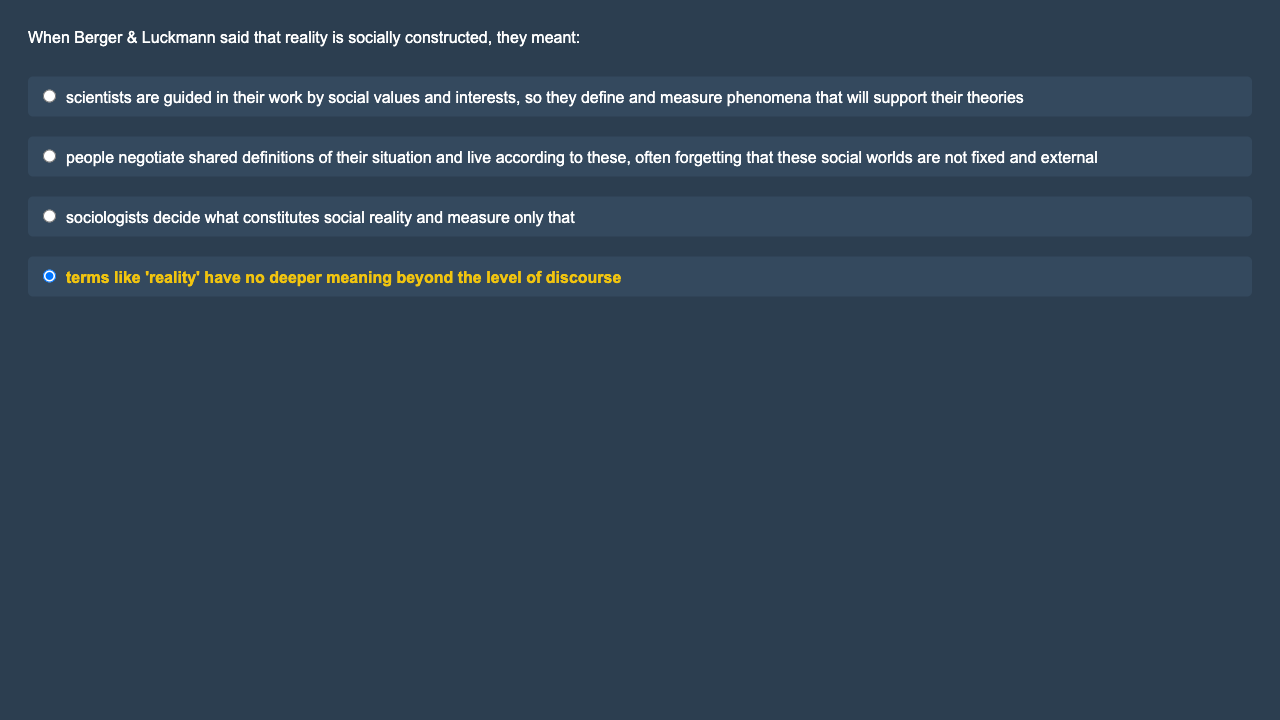 When Berger & Luckmann said that reality is socially constructed, they meant:
scientists are guided in their work by social values and interests, so they define and measure phenomena that will support their theories
people negotiate shared definitions of their situation and live according to these, often forgetting that these social worlds are not fixed and external
sociologists decide what constitutes social reality and measure only that
terms like 'reality' have no deeper meaning beyond the level of discourse